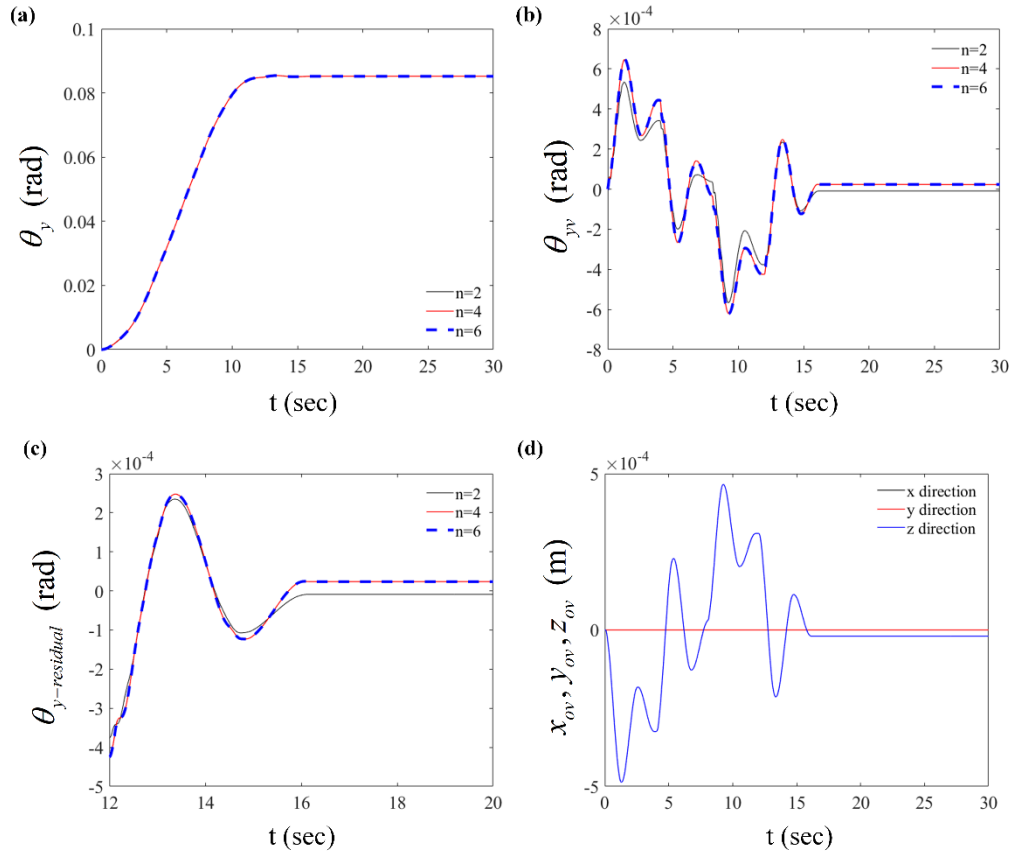 (a)
0.1
0.08
0.06
0.04
0.02
0
θy (rad)
n=2
n=4
n=6
0 5 10 15 20 25 30
t (sec)
(b)
×10⁻⁴
8
6
4
2
0
-2
-4
-6
-8
θyv (rad)
n=2
n=4
n=6
0 5 10 15 20 25 30
t (sec)
(c)
×10⁻⁴
3
2
1
0
-1
-2
-3
-4
-5
θy−residual (rad)
n=2
n=4
n=6
12 14 16 18 20
t (sec)
(d)
×10⁻⁴
5
0
-5
xov, yov, zov (m)
x direction
y direction
z direction
0 5 10 15 20 25 30
t (sec)